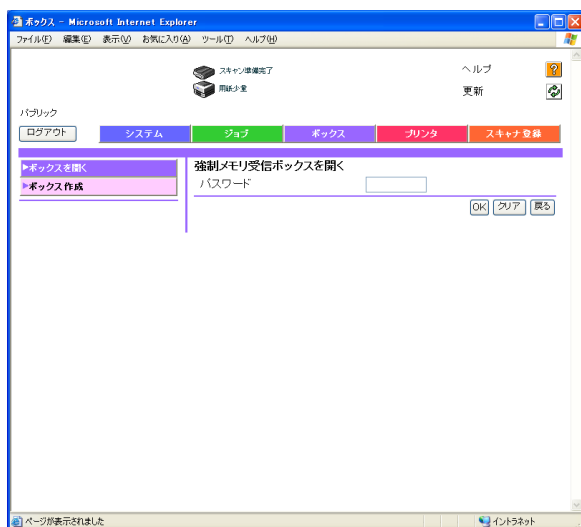 ボックス - Microsoft Internet Explorer
ファイル(F) 編集(E) 表示(V) お気に入り(A) ツール(T) ヘルプ(H)
スキャン準備完了
用紙少量
ヘルプ ?
更新
パブリック
ログアウト システム ジョブ ボックス プリンタ スキャナ登録
▶ボックスを開く
▶ボックス作成
強制メモリ受信ボックスを開く
パスワード
OK クリア 戻る
ページが表示されました
イントラネット